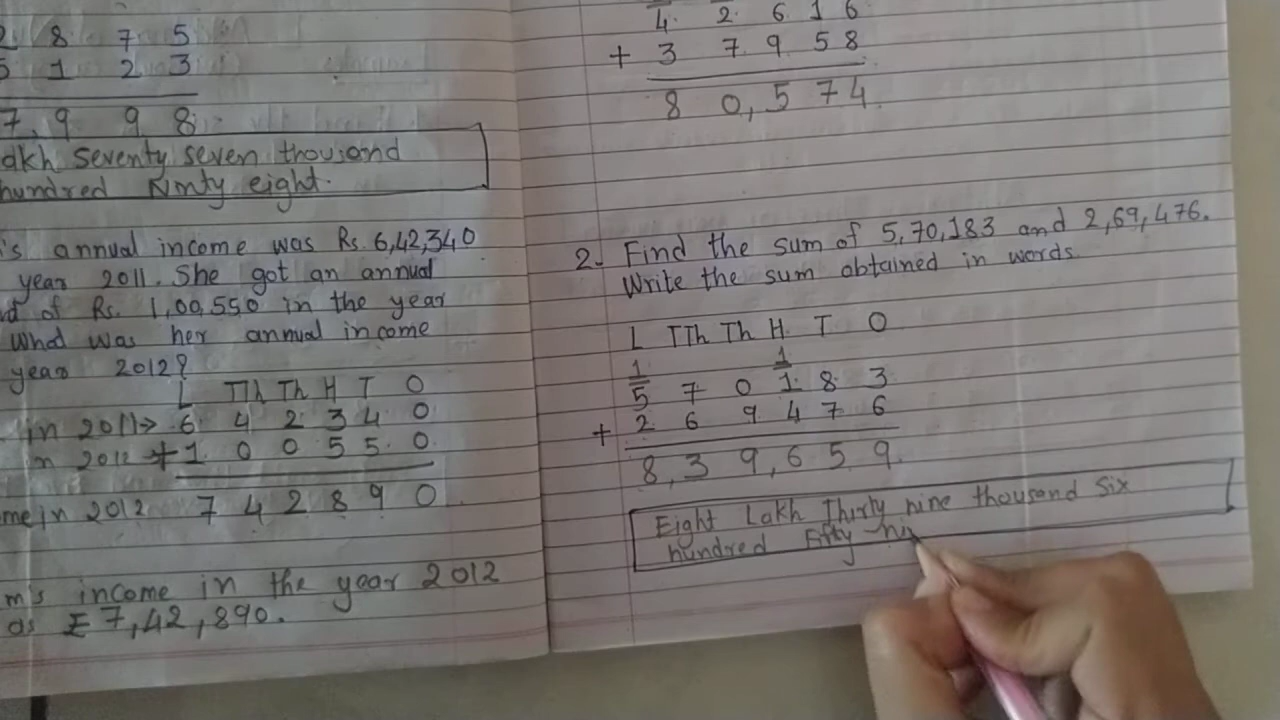 2 8 7 5
5 1 2 3
7, 9 9 8
akh seventy seven thousand
hundred Ninty eight.
's annual income was Rs. 6,42,340
year 2011. She got an annual
of Rs. 1,00,550 in the year
What was her annual income
year 2012?
L TTh Th H T O
in 2011→ 6 4 2 3 4 0
n 2012 + 1 0 0 5 5 0
me in 2012 7 4 2 8 9 0
m's income in the year 2012
as ₹ 7,42,890.
4 2 6 1 6
+ 3 7 9 5 8
8 0, 5 7 4
2. Find the sum of 5,70,183 and 2,69,476.
Write the sum obtained in words.
L TTh Th H T O
1 1
5 7 0 1 8 3
+ 2 6 9 4 7 6
8, 3 9, 6 5 9
Eight Lakh Thirty nine thousand six
hundred Fifty ni